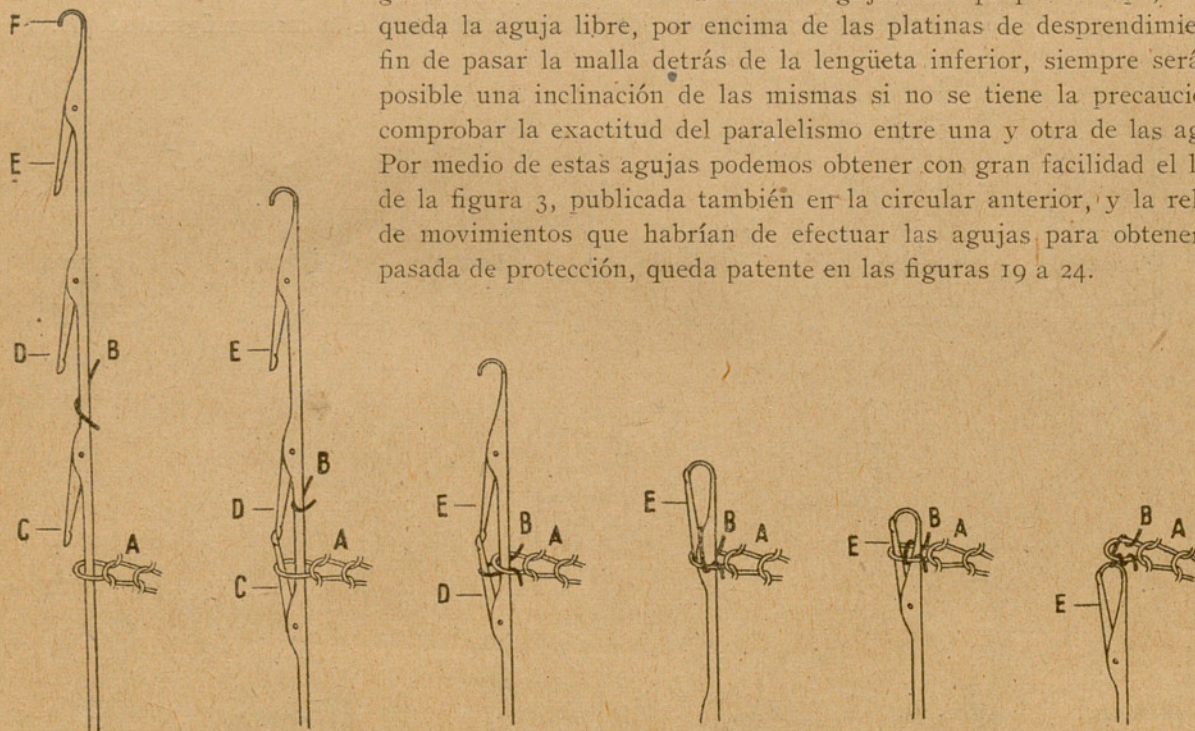 queda la aguja libre, por encima de las platinas de desprendimie
fin de pasar la malla detrás de la lengüeta inferior, siempre será
posible una inclinación de las mismas si no se tiene la precaució
comprobar la exactitud del paralelismo entre una y otra de las ag
Por medio de estas agujas podemos obtener con gran facilidad el l
de la figura 3, publicada también en la circular anterior, y la rel
de movimientos que habrían de efectuar las agujas para obtener
pasada de protección, queda patente en las figuras 19 a 24.
F
E
D B
C A
E
D B
A
C
E B A
D
E B A
E B A
B A
E